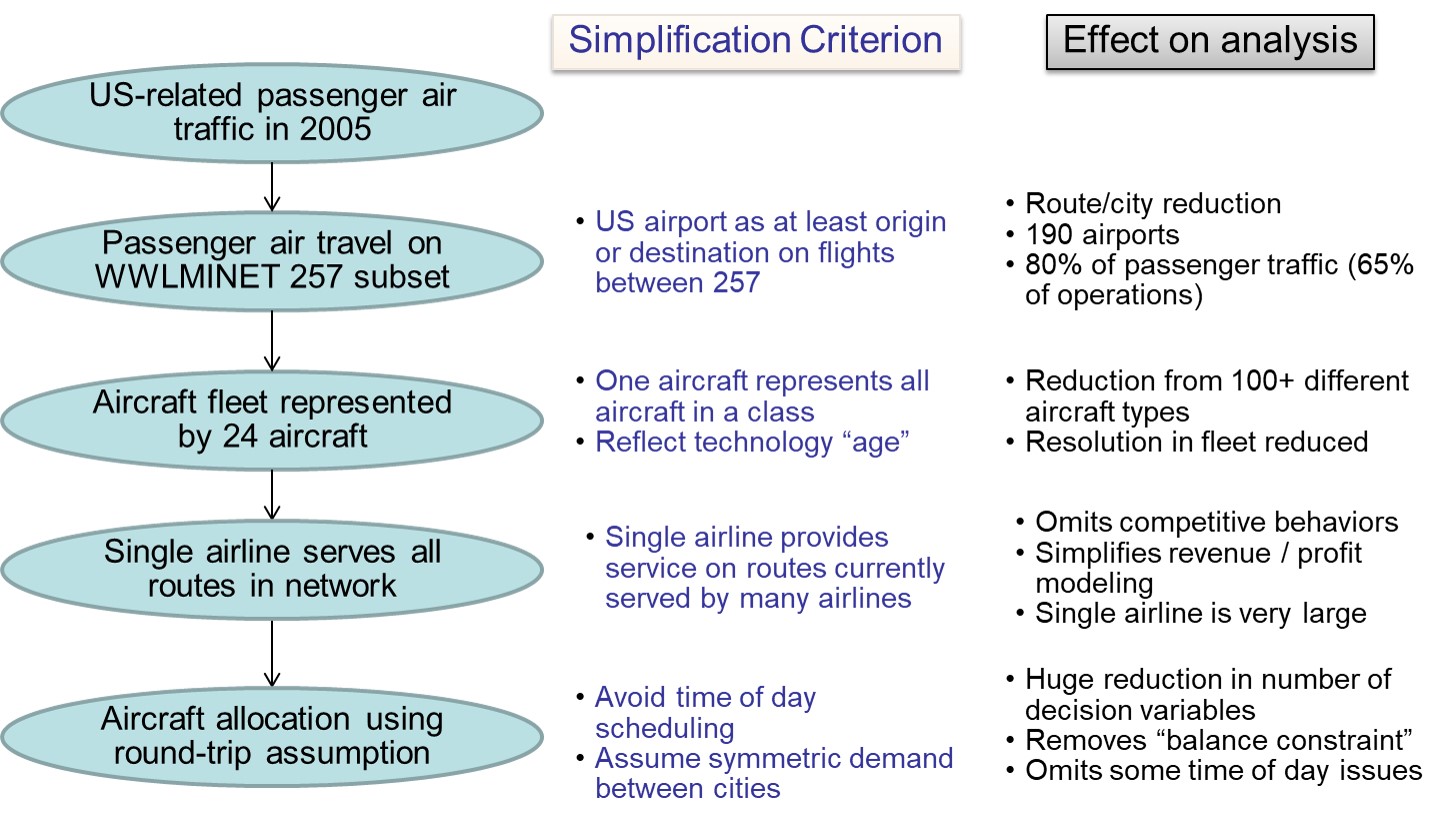 Simplification Criterion
Effect on analysis
US-related passenger air
traffic in 2005
Passenger air travel on
WWLMINET 257 subset
• US airport as at least origin
or destination on flights
between 257
• Route/city reduction
• 190 airports
• 80% of passenger traffic (65%
of operations)
Aircraft fleet represented
by 24 aircraft
• One aircraft represents all
aircraft in a class
• Reflect technology “age”
• Reduction from 100+ different
aircraft types
• Resolution in fleet reduced
Single airline serves all
routes in network
• Single airline provides
service on routes currently
served by many airlines
• Omits competitive behaviors
• Simplifies revenue / profit
modeling
• Single airline is very large
Aircraft allocation using
round-trip assumption
• Avoid time of day
scheduling
• Assume symmetric demand
between cities
• Huge reduction in number of
decision variables
• Removes “balance constraint”
• Omits some time of day issues